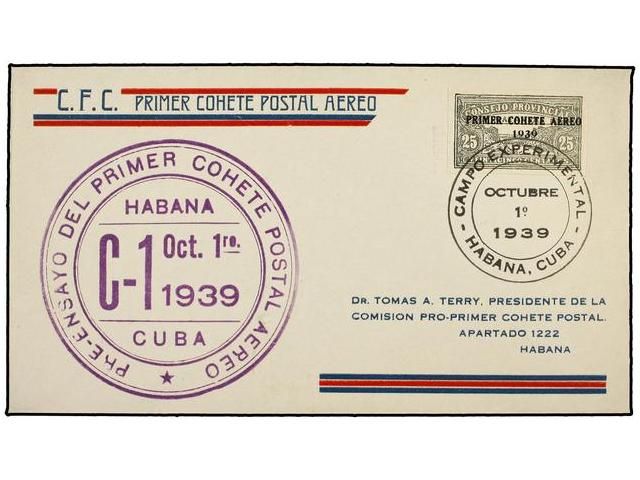 C.F.C. PRIMER COHETE POSTAL AEREO
CONSEJO PROVINCIAL
PRIMER COHETE AEREO
1939
25 25
CAMPO EXPERIMENTAL
OCTUBRE
1º
1939
- HABANA, CUBA -
PRE-ENSAYO DEL PRIMER COHETE POSTAL AEREO
HABANA
C-1 Oct. 1ro.
1939
CUBA
DR. TOMAS A. TERRY, PRESIDENTE DE LA
COMISION PRO-PRIMER COHETE POSTAL.
APARTADO 1222
HABANA